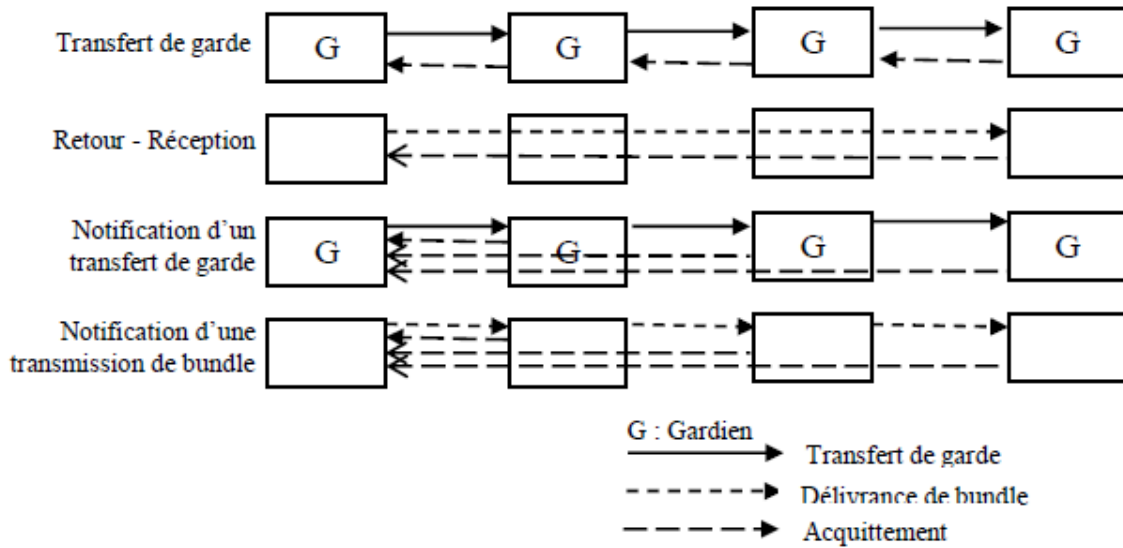 Transfert de garde
G
G
G
G
Retour - Réception
Notification d’un
transfert de garde
G
G
G
G
Notification d’une
transmission de bundle
G : Gardien
Transfert de garde
Délivrance de bundle
Acquittement